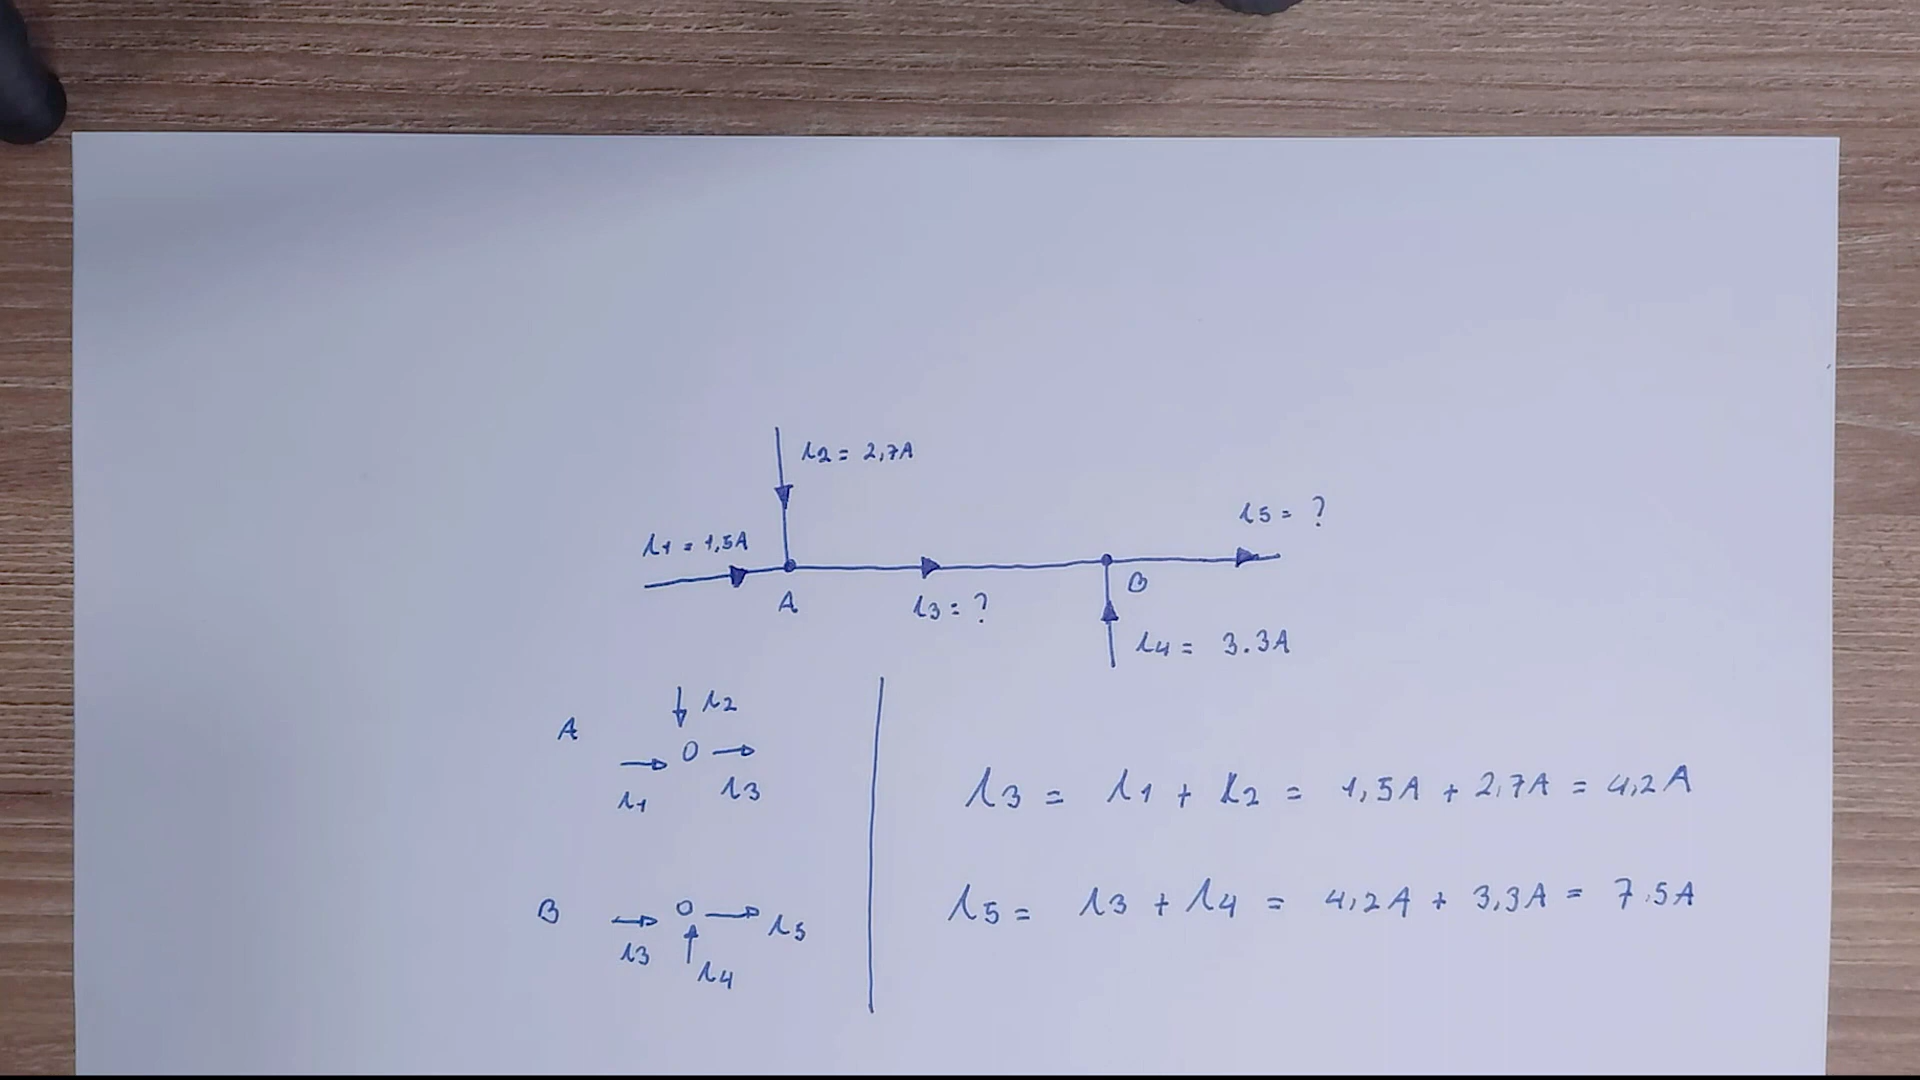 i2 = 2,7A
i5 = ?
i1 = 1,5A
A
B
i3 = ?
i4 = 3.3A
A
i2
i1
i3
i3 = i1 + i2 = 1,5A + 2,7A = 4,2A
B
i3
i4
i5
i5 = i3 + i4 = 4,2A + 3,3A = 7.5A